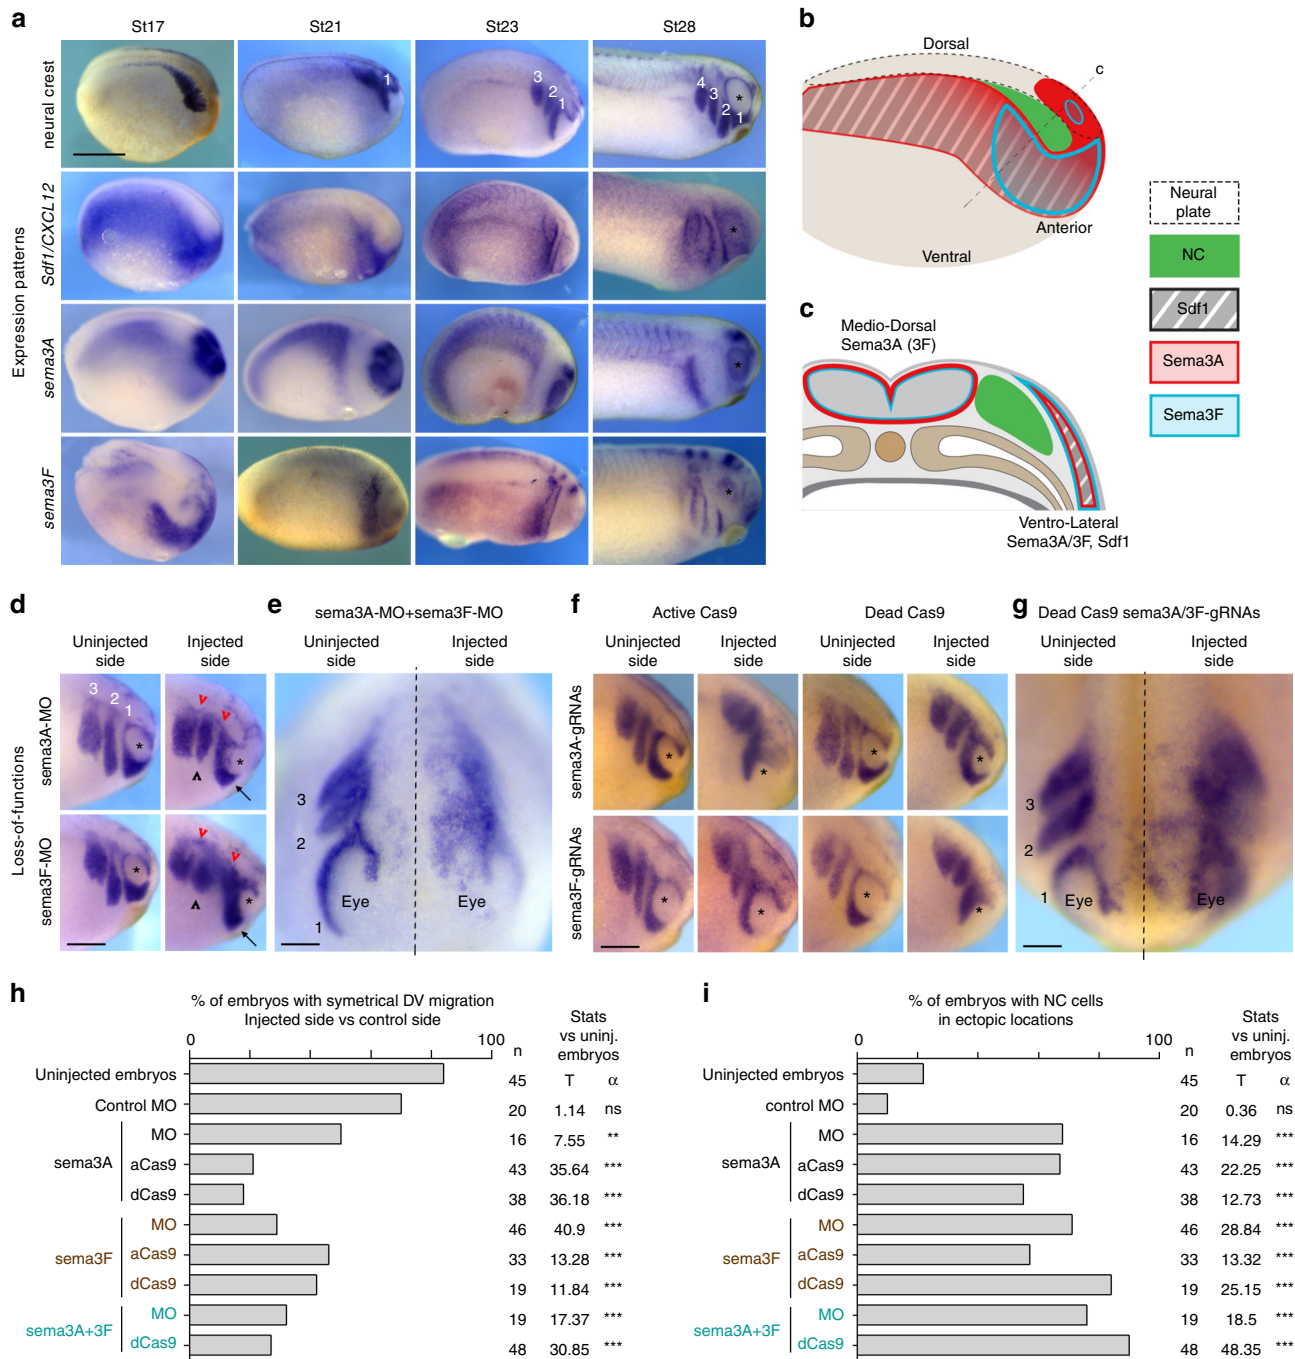 a
St17
St21
St23
St28
Expression patterns
neural crest
1
3
2
1
4
3
2
1
*
Sdf1/CXCL12
*
sema3A
*
sema3F
*
b
Dorsal
c
Anterior
Ventral
Neural
plate
NC
Sdf1
Sema3A
Sema3F
c
Medio-Dorsal
Sema3A (3F)
Ventro-Lateral
Sema3A/3F, Sdf1
d
Uninjected
side
Injected
side
Loss-of-functions
sema3A-MO
3
2
1
*
*
sema3F-MO
*
*
e
sema3A-MO+sema3F-MO
Uninjected
side
Injected
side
3
2
1
Eye
Eye
f
Active Cas9
Dead Cas9
Uninjected
side
Injected
side
Uninjected
side
Injected
side
sema3A-gRNAs
*
*
*
*
sema3F-gRNAs
*
*
*
*
g
Dead Cas9 sema3A/3F-gRNAs
Uninjected
side
Injected
side
3
2
1
Eye
Eye
h
% of embryos with symetrical DV migration
Injected side vs control side
0
100
n
Stats
vs uninj.
embryos
Uninjected embryos
45
T
α
Control MO
20
1.14
ns
sema3A
MO
16
7.55
**
aCas9
43
35.64
***
dCas9
38
36.18
***
sema3F
MO
46
40.9
***
aCas9
33
13.28
***
dCas9
19
11.84
***
sema3A+3F
MO
19
17.37
***
dCas9
48
30.85
***
i
% of embryos with NC cells
in ectopic locations
0
100
n
Stats
vs uninj.
embryos
Uninjected embryos
45
T
α
control MO
20
0.36
ns
sema3A
MO
16
14.29
***
aCas9
43
22.25
***
dCas9
38
12.73
***
sema3F
MO
46
28.84
***
aCas9
33
13.32
***
dCas9
19
25.15
***
sema3A+3F
MO
19
18.5
***
dCas9
48
48.35
***